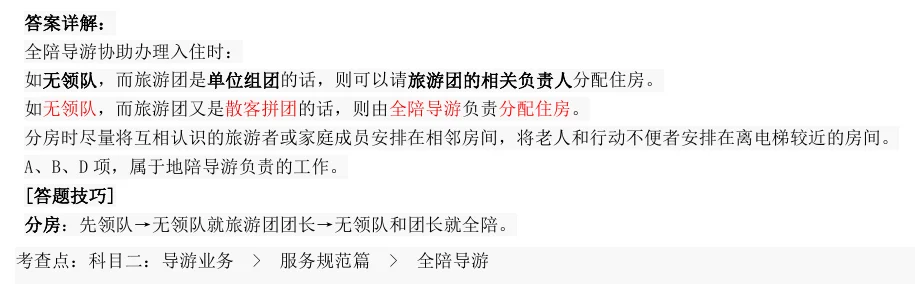 答案详解：
全陪导游协助办理入住时：
如无领队，而旅游团是单位组团的话，则可以请旅游团的相关负责人分配住房。
如无领队，而旅游团又是散客拼团的话，则由全陪导游负责分配住房。
分房时尽量将互相认识的旅游者或家庭成员安排在相邻房间，将老人和行动不便者安排在离电梯较近的房间。
A、B、D 项，属于地陪导游负责的工作。
[答题技巧]
分房：先领队→无领队就旅游团团长→无领队和团长就全陪。
考查点：科目二：导游业务 > 服务规范篇 > 全陪导游